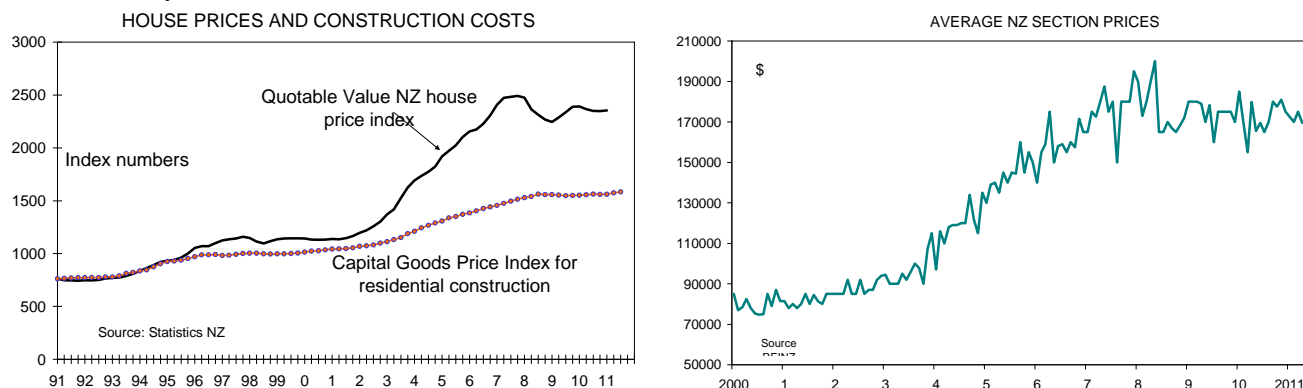 HOUSE PRICES AND CONSTRUCTION COSTS
3000
2500
2000
1500
1000
500
0
Quotable Value NZ house
price index
Index numbers
Capital Goods Price Index for
residential construction
Source: Statistics NZ
91 92 93 94 95 96 97 98 99 0 1 2 3 4 5 6 7 8 9 10 11
AVERAGE NZ SECTION PRICES
210000
190000
170000
150000
130000
110000
90000
70000
50000
$
Source
2000 1 2 3 4 5 6 7 8 9 10 2011